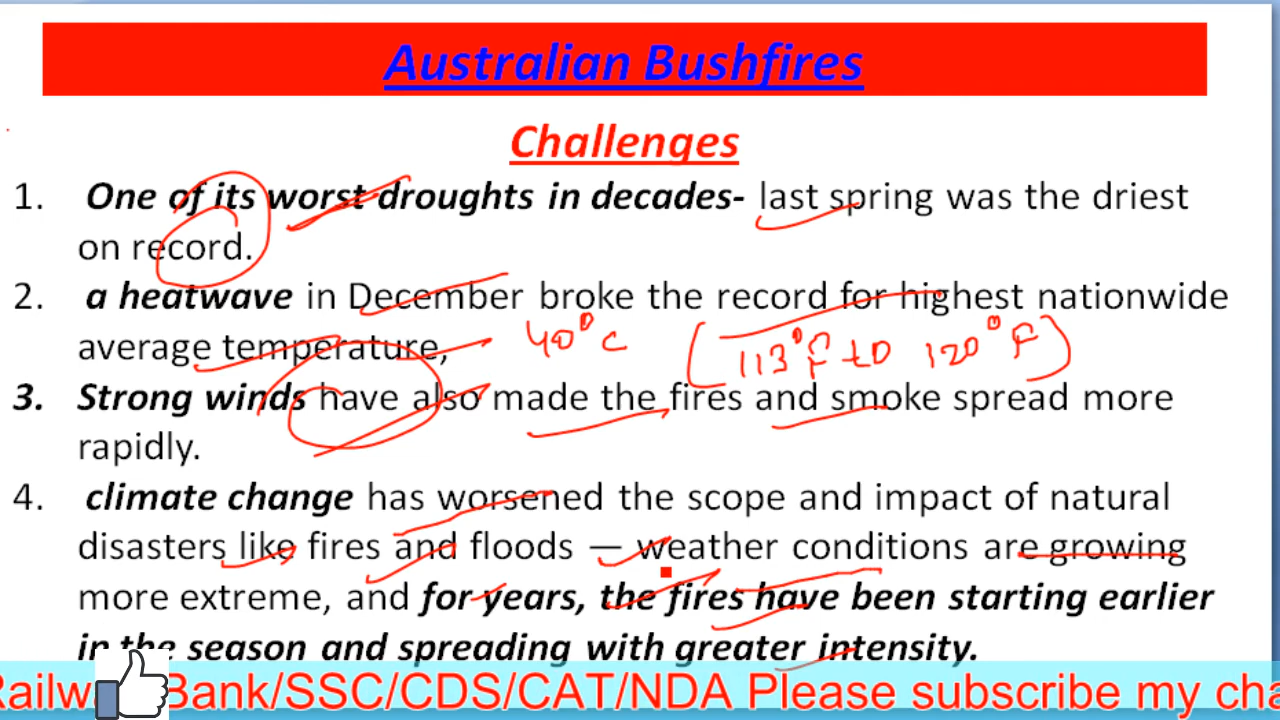 Australian Bushfires
Challenges
1. One of its worst droughts in decades- last spring was the driest
on record.
2. a heatwave in December broke the record for highest nationwide
average temperature, 40°C (113°F to 120°F)
3. Strong winds have also made the fires and smoke spread more
rapidly.
4. climate change has worsened the scope and impact of natural
disasters like fires and floods — weather conditions are growing
more extreme, and for years, the fires have been starting earlier
in the season and spreading with greater intensity.
Bank/SSC/CDS/CAT/NDA Please subscribe my